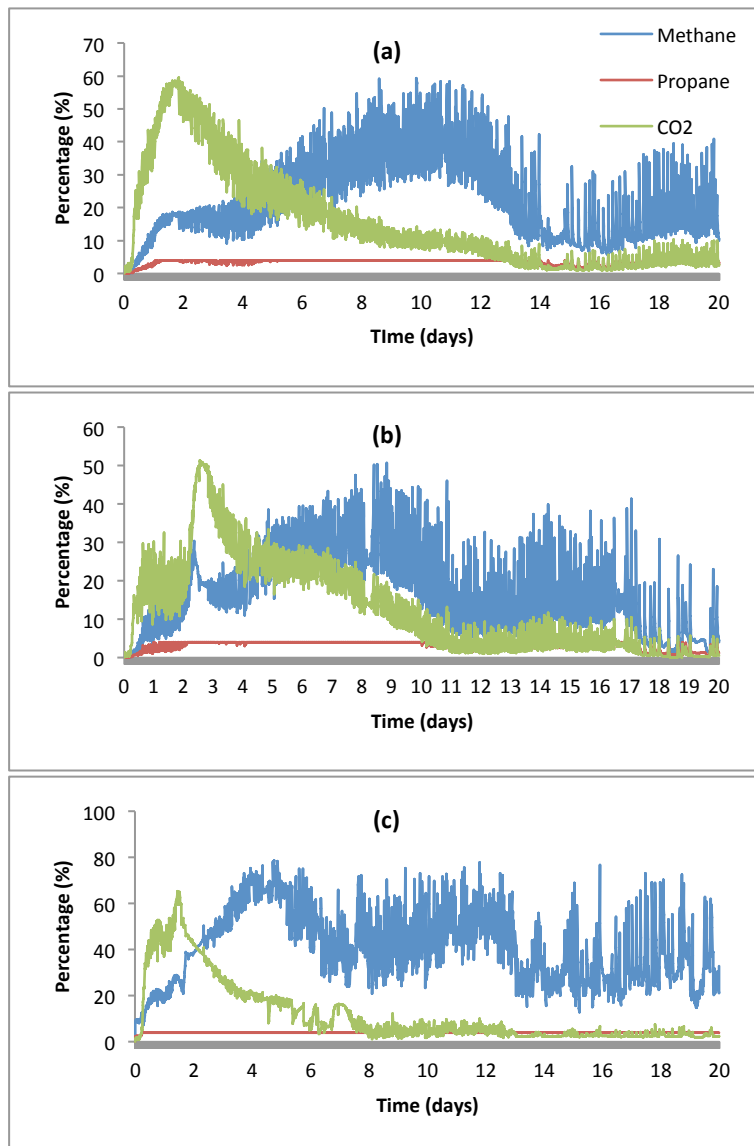 (a)
Methane
Propane
CO2
Percentage (%)
70
60
50
40
30
20
10
0
0 2 4 6 8 10 12 14 16 18 20
TIme (days)
(b)
Percentage (%)
60
50
40
30
20
10
0
0 1 2 3 4 5 6 7 8 9 10 11 12 13 14 15 16 17 18 19 20
Time (days)
(c)
Percentage (%)
100
80
60
40
20
0
0 2 4 6 8 10 12 14 16 18 20
Time (days)